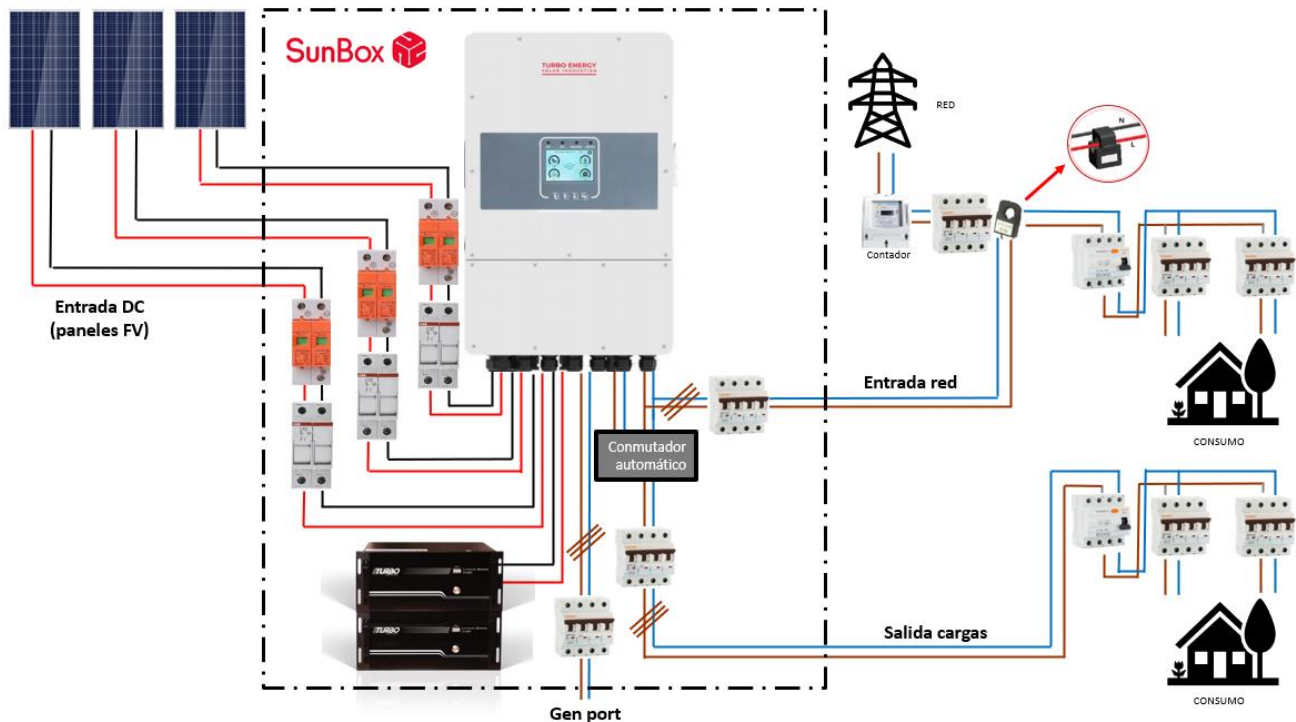 SunBox
TURBO ENERGY
SOLAR INNOVATION
RED
N
L
Contador
Entrada DC
(paneles FV)
Entrada red
CONSUMO
Conmutador
automático
TURBO
TURBO
Salida cargas
CONSUMO
Gen port